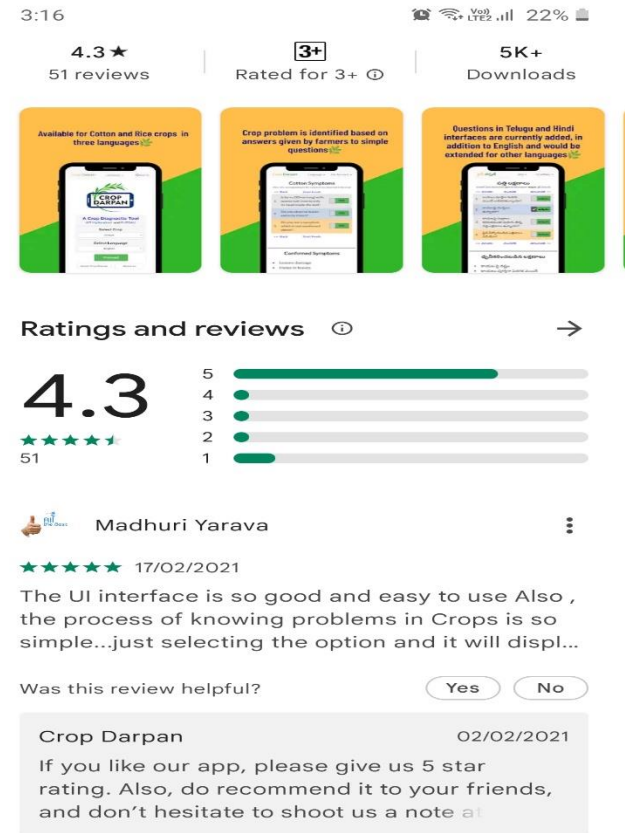 3:16
Vo)) LTE2 22%
4.3★ 3+ 5K+
51 reviews Rated for 3+ Downloads
Available for Cotton and Rice crops in
three languages
CROP
DARPAN
A Crop Diagnostic Tool
Select Crop
Select Language
Crop problem is identified based on
answers given by farmers to simple
questions
Cotton Symptoms
Confirmed Symptoms
Questions in Telugu and Hindi
interfaces are currently added, in
addition to English and would be
extended for other languages
Ratings and reviews
4.3
51
5
4
3
2
1
Madhuri Yarava
17/02/2021
The UI interface is so good and easy to use Also ,
the process of knowing problems in Crops is so
simple...just selecting the option and it will displ...
Was this review helpful? Yes No
Crop Darpan 02/02/2021
If you like our app, please give us 5 star
rating. Also, do recommend it to your friends,
and don't hesitate to shoot us a note at